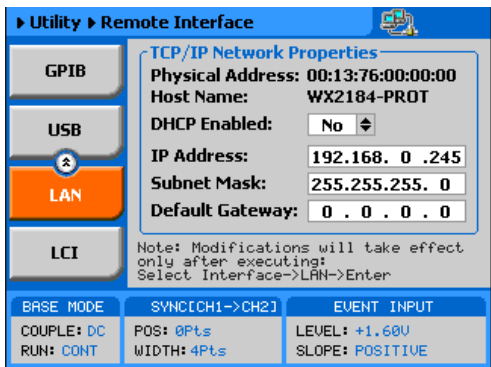 Utility ▸ Remote Interface
GPIB
USB
LAN
LCI
TCP/IP Network Properties
Physical Address: 00:13:76:00:00:00
Host Name: WX2184-PROT
DHCP Enabled: No
IP Address: 192.168. 0 .245
Subnet Mask: 255.255.255. 0
Default Gateway: 0 . 0 . 0 . 0
Note: Modifications will take effect
only after executing:
Select Interface->LAN->Enter
BASE MODE
COUPLE: DC
RUN: CONT
SYNC[CH1->CH2]
POS: 0Pts
WIDTH: 4Pts
EVENT INPUT
LEVEL: +1.60V
SLOPE: POSITIVE